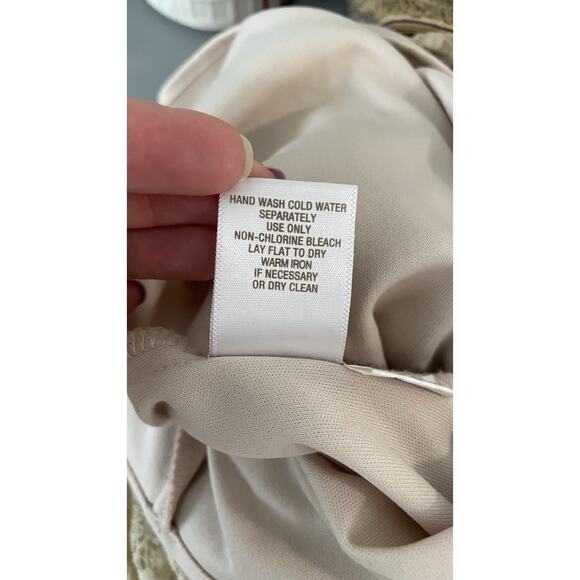 HAND WASH COLD WATER
SEPARATELY
USE ONLY
NON-CHLORINE BLEACH
LAY FLAT TO DRY
WARM IRON
IF NECESSARY
OR DRY CLEAN